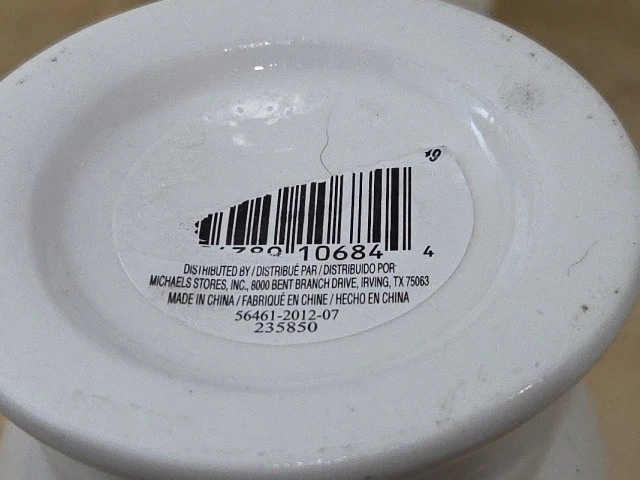 10684 4
DISTRIBUTED BY / DISTRIBUÉ PAR / DISTRIBUIDO POR
MICHAELS STORES, INC., 8000 BENT BRANCH DRIVE, IRVING, TX 75063
MADE IN CHINA / FABRIQUÉ EN CHINE / HECHO EN CHINA
56461-2012-07
235850